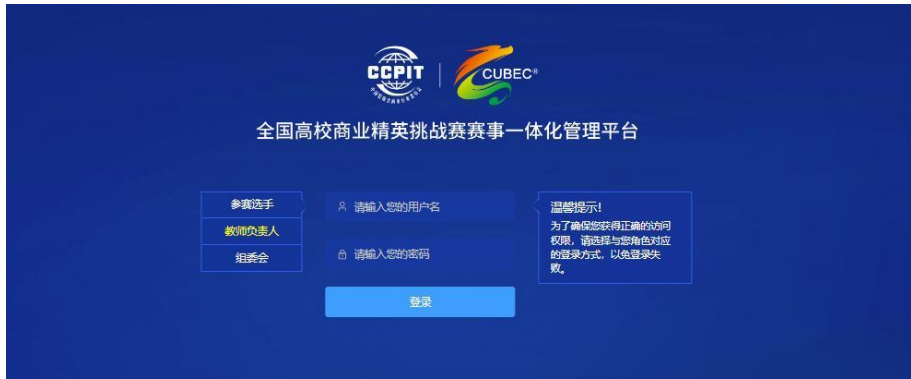 CCPIT
CUBEC®
全国高校商业精英挑战赛赛事一体化管理平台
参赛选手
教师负责人
组委会
请输入您的用户名
请输入您的密码
登录
温馨提示!
为了确保您获得正确的访问
权限，请选择与您角色对应
的登录方式，以免登录失
败。